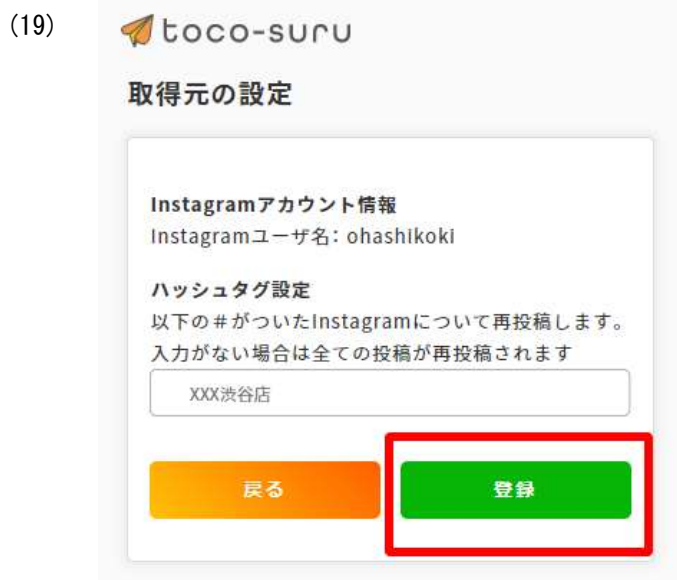 (19)
toco-suru
取得元の設定
Instagramアカウント情報
Instagramユーザ名: ohashikoki
ハッシュタグ設定
以下の#がついたInstagramについて再投稿します。
入力がない場合は全ての投稿が再投稿されます
XXX渋谷店
戻る 登録